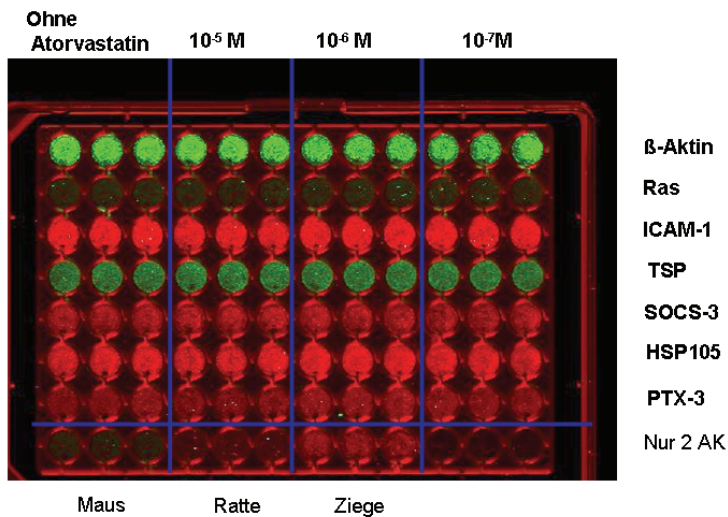 Ohne
Atorvastatin 10⁻⁵ M 10⁻⁶ M 10⁻⁷M
ß-Aktin
Ras
ICAM-1
TSP
SOCS-3
HSP105
PTX-3
Nur 2 AK
Maus Ratte Ziege